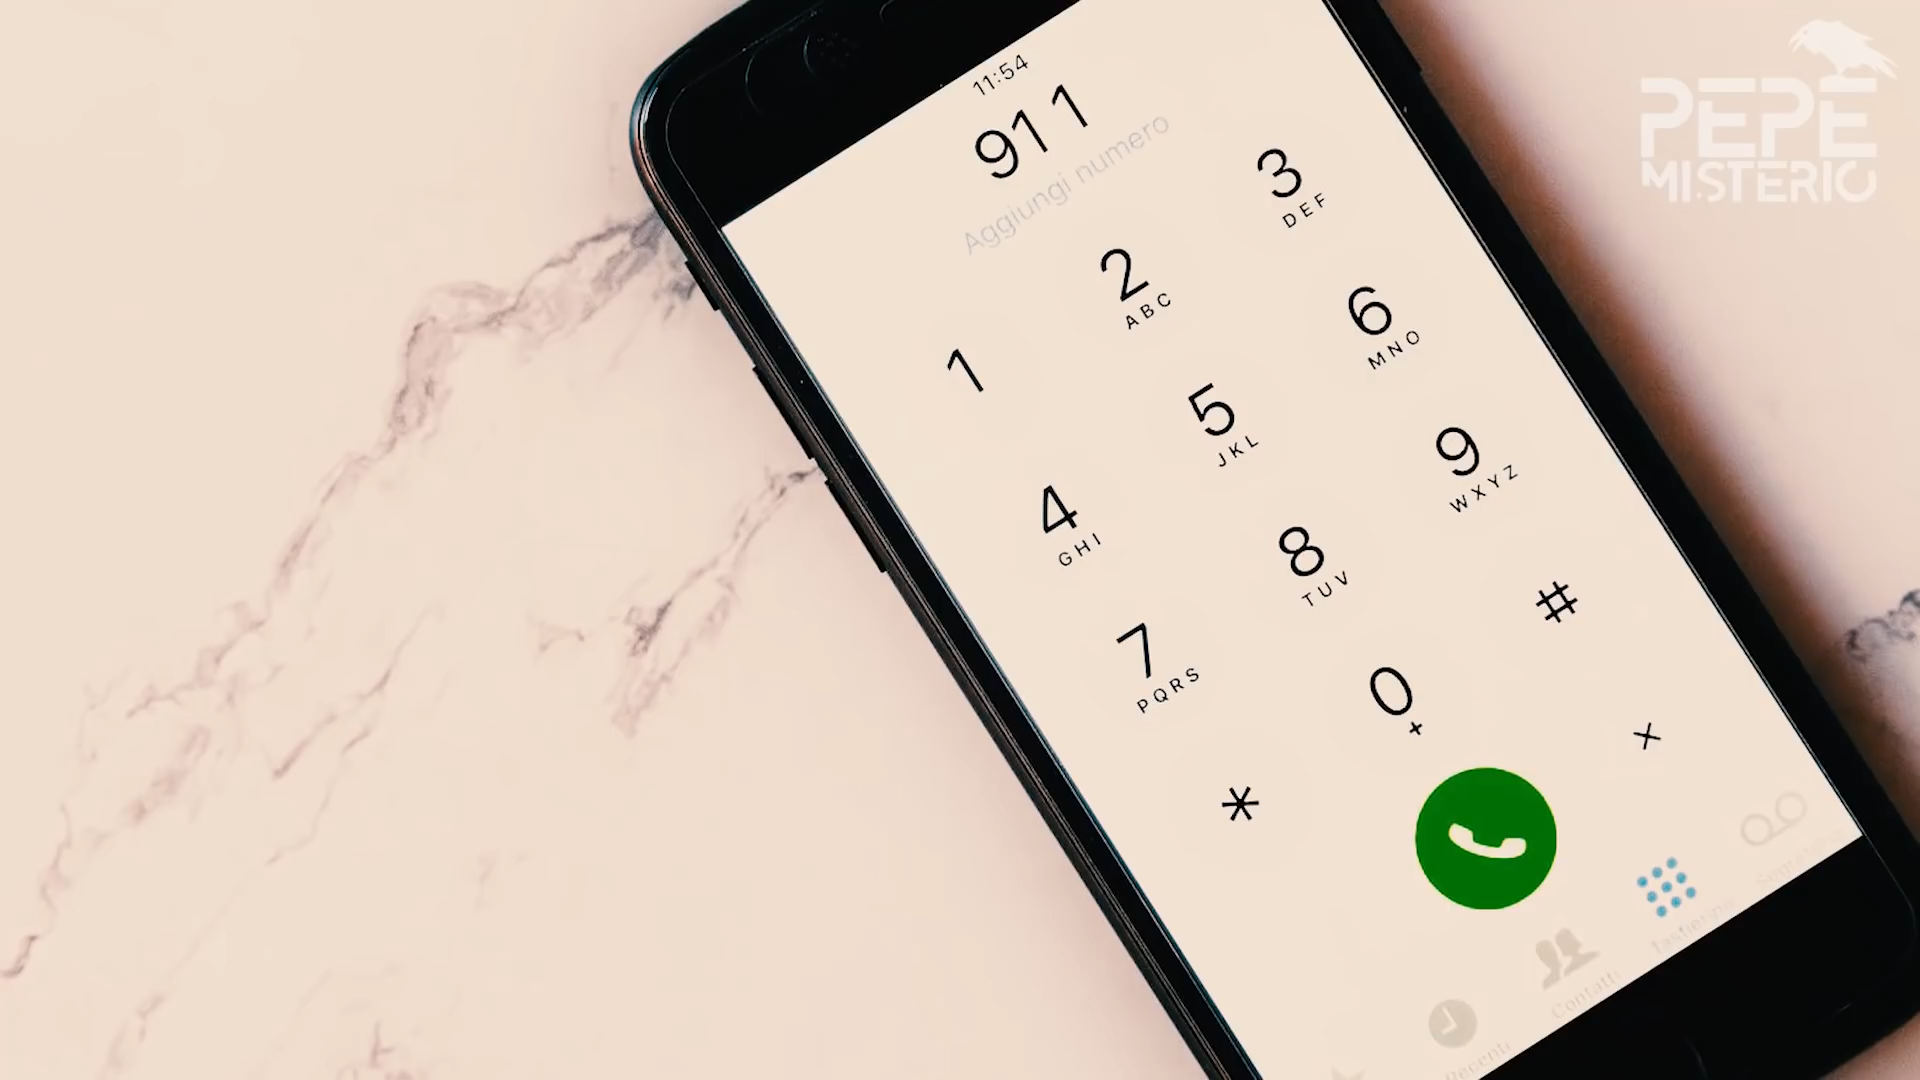 PEPE
MISTERIO
11:54
911
Aggiungi numero
1
2
ABC
3
DEF
4
GHI
5
JKL
6
MNO
7
PQRS
8
TUV
9
WXYZ
*
0
+
#
Recenti
Contatti
Tastierino